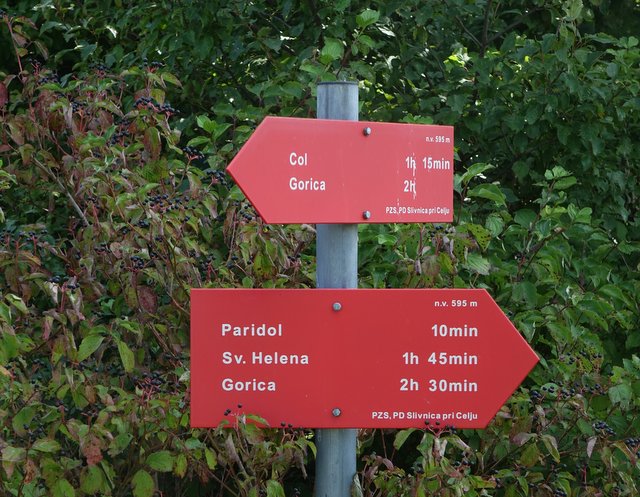 n.v. 595 m
Col 1h 15min
Gorica 2h
PZS, PD Slivnica pri Celju
n.v. 595 m
Paridol 10min
Sv. Helena 1h 45min
Gorica 2h 30min
PZS, PD Slivnica pri Celju